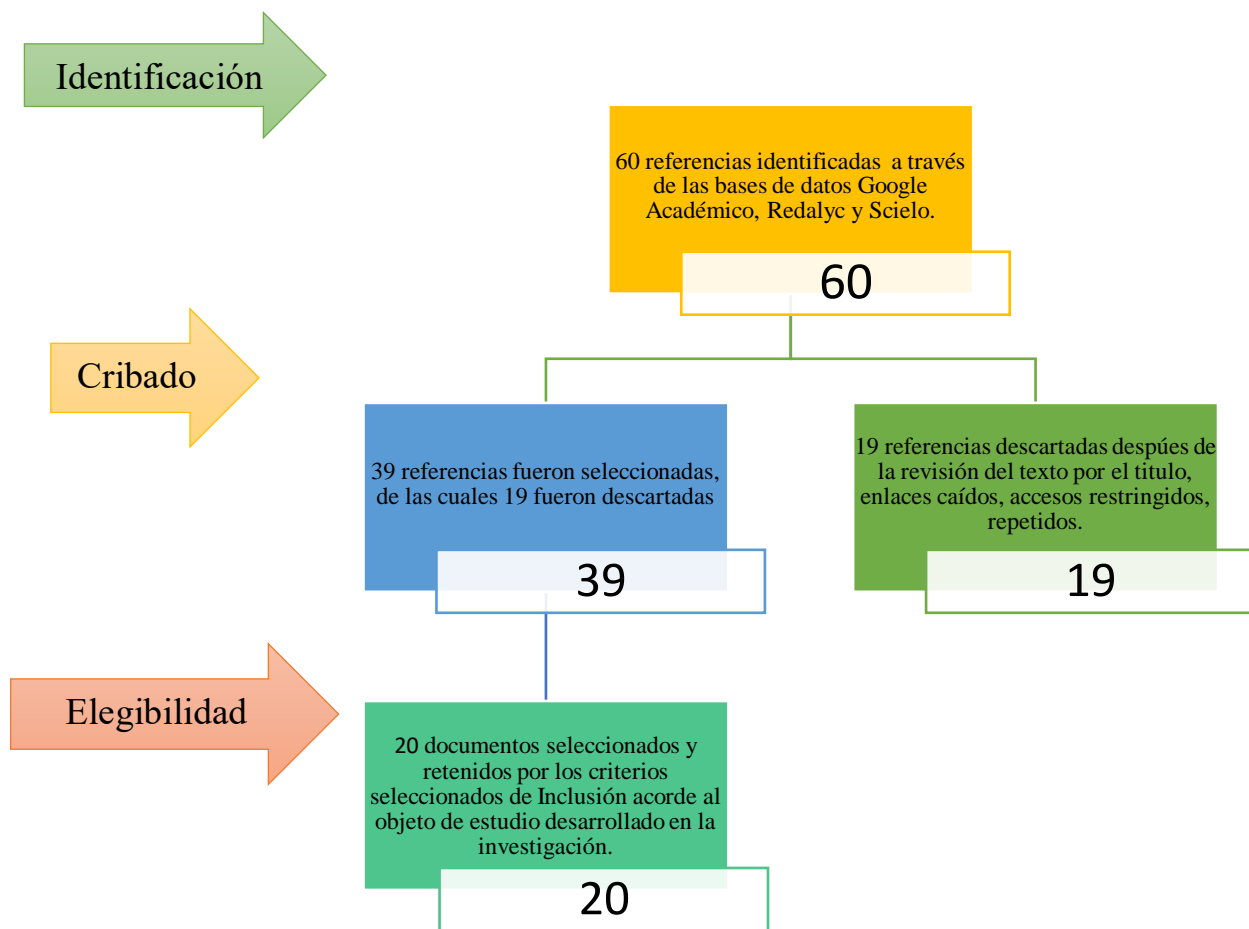 Identificación
60 referencias identificadas a través
de las bases de datos Google
Académico, Redalyc y Scielo.
60
Cribado
39 referencias fueron seleccionadas,
de las cuales 19 fueron descartadas
39
19 referencias descartadas despúes de
la revisión del texto por el titulo,
enlaces caídos, accesos restringidos,
repetidos.
19
Elegibilidad
20 documentos seleccionados y
retenidos por los criterios
seleccionados de Inclusión acorde al
objeto de estudio desarrollado en la
investigación.
20